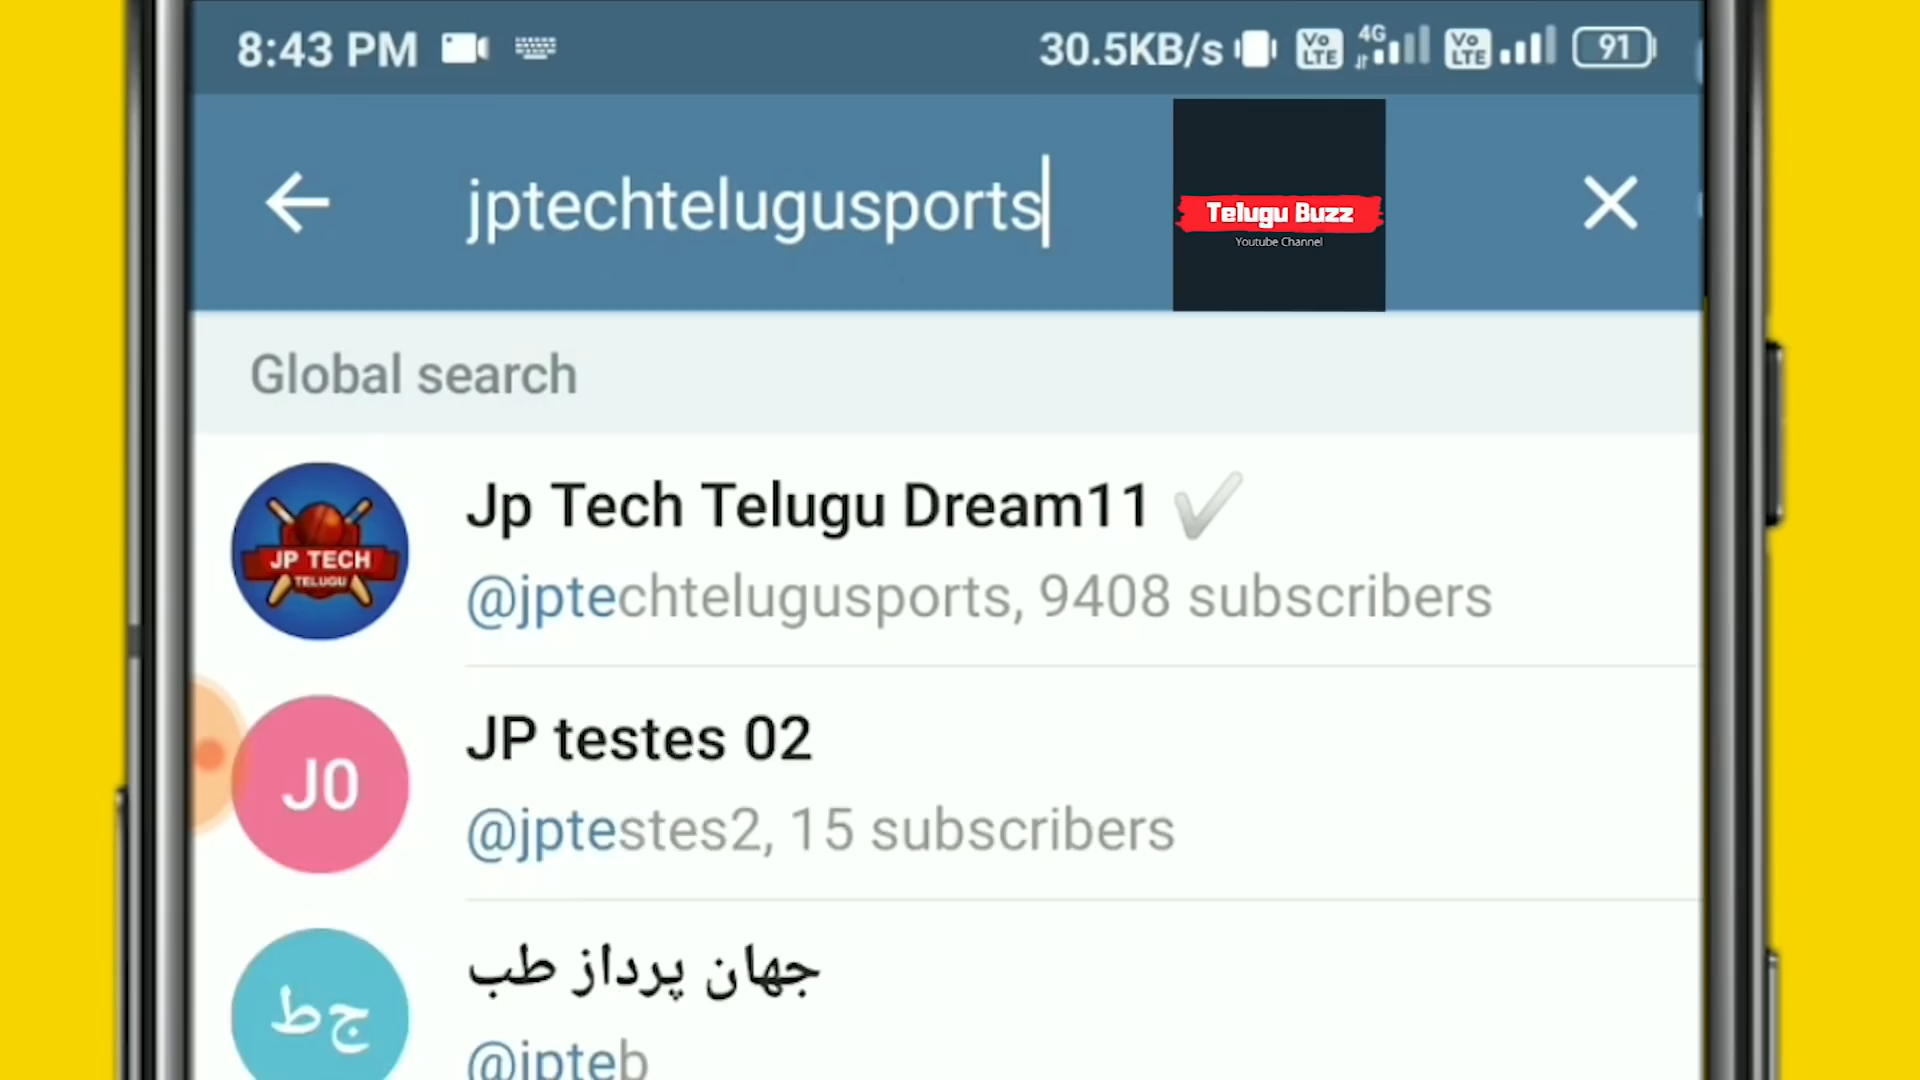 8:43 PM 30.5KB/s Vo LTE 4G Vo LTE 91
jptechtelugusports
Telugu Buzz
Youtube Channel
Global search
JP TECH
TELUGU
Jp Tech Telugu Dream11
@jptechtelugusports, 9408 subscribers
J0
JP testes 02
@jptestes2, 15 subscribers
ج‌ط
جهان پرداز طب
@jpteb